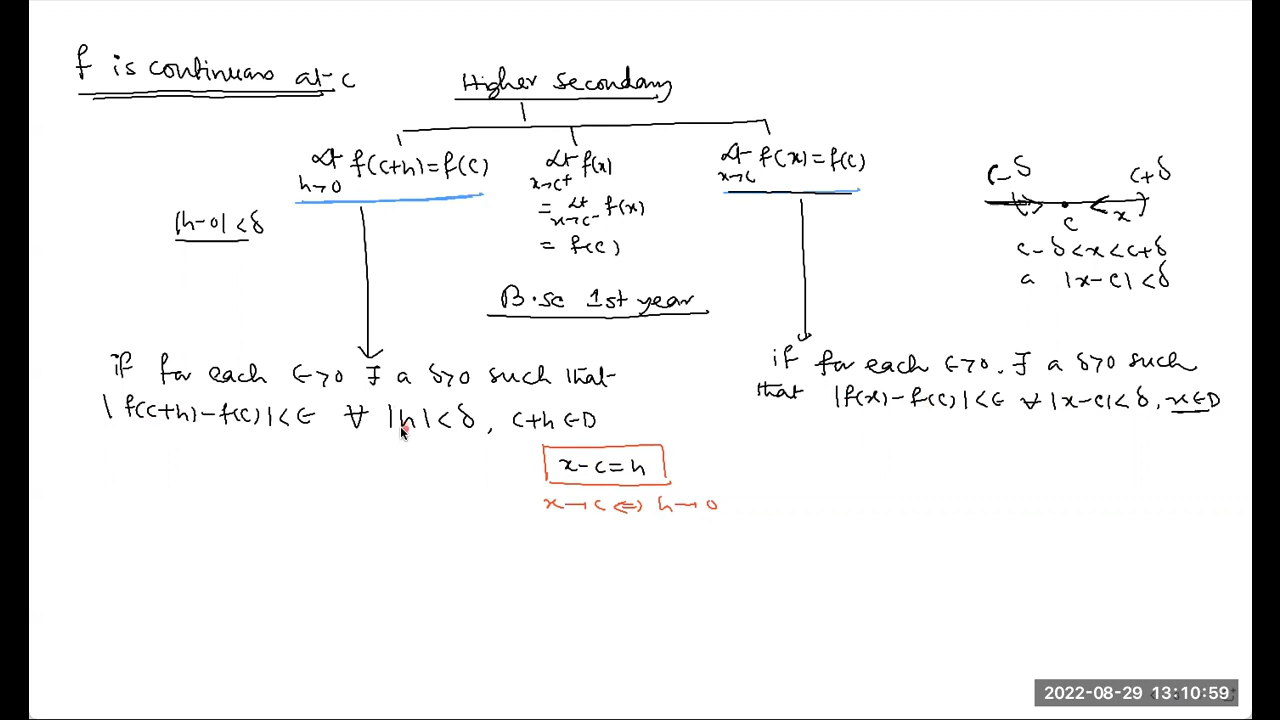 f is continuous at c
Higher secondary
Lt f(c+h)=f(c)
h→0
Lt f(x)
x→c+
= Lt f(x)
x→c-
= f(c)
Lt f(x)=f(c)
x→c
|h-0|<δ
c-δ
c+δ
c
x
c-δ<x<c+δ
a |x-c|<δ
B.sc 1st year
if for each ϵ>0 ∃ a δ>0 such that
|f(c+h)-f(c)|<ϵ ∀ |h|<δ, c+h∈D
if for each ϵ>0, ∃ a δ>0 such
that |f(x)-f(c)|<ϵ ∀ |x-c|<δ, x∈D
x-c=h
x→c⇔h→0
2022-08-29 13:10:59